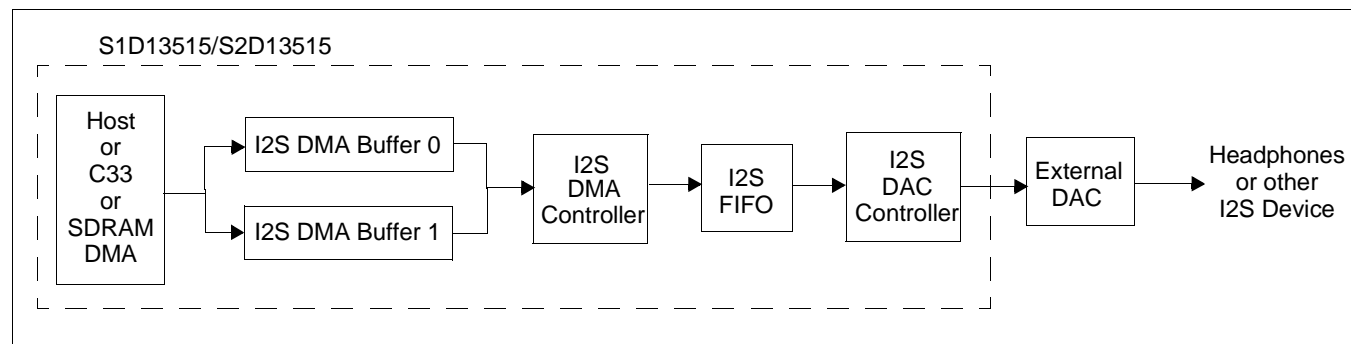 S1D13515/S2D13515
Host
or
C33
or
SDRAM
DMA
I2S DMA Buffer 0
I2S DMA Buffer 1
I2S
DMA
Controller
I2S
FIFO
I2S
DAC
Controller
External
DAC
Headphones
or other
I2S Device